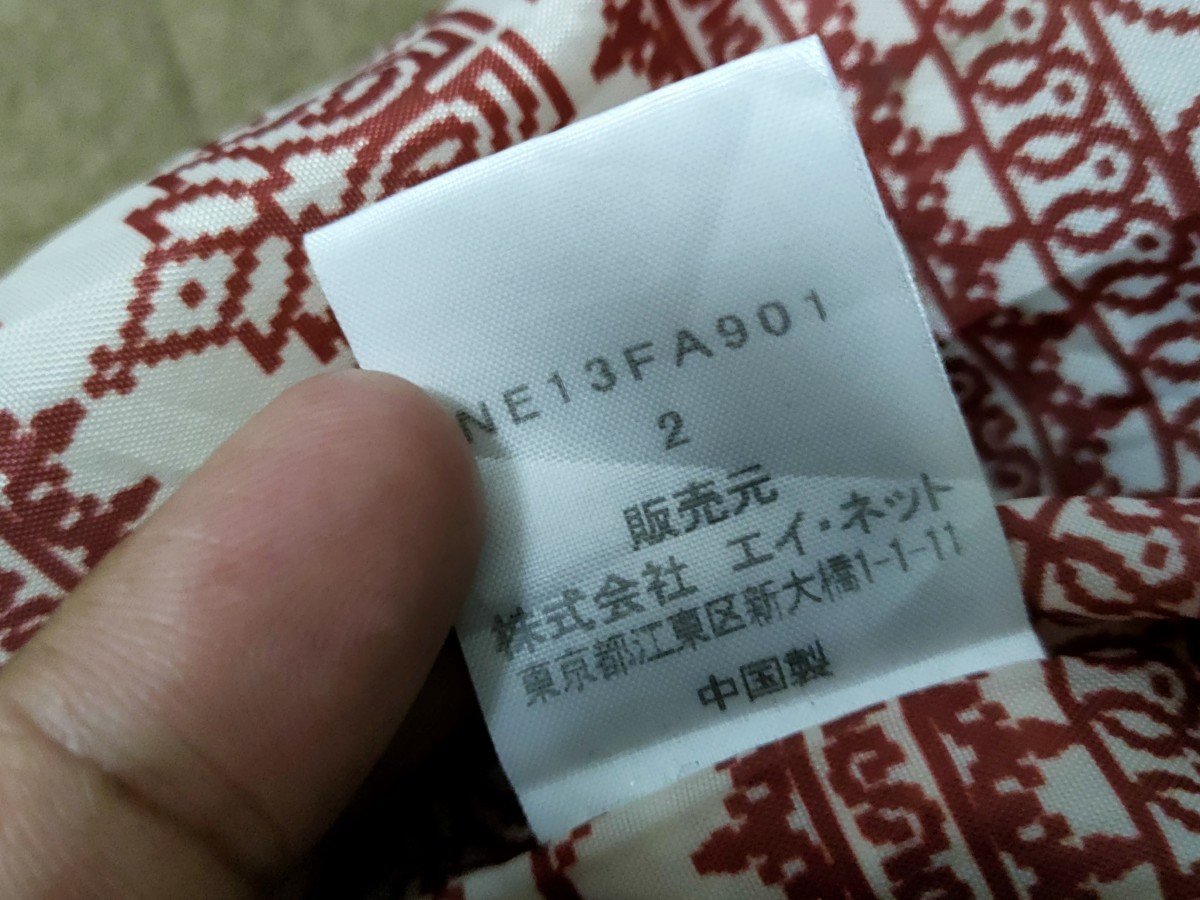 NE13FA901
2
販売元
株式会社 エイ・ネット
東京都江東区新大橋1-1-11
中国製